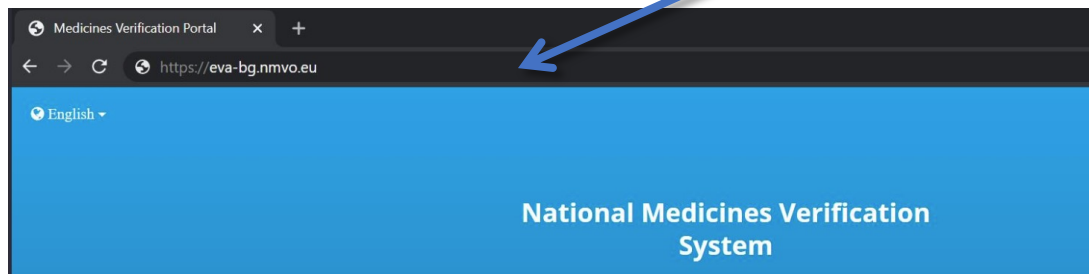 Medicines Verification Portal
https://eva-bg.nmvo.eu
English
National Medicines Verification
System